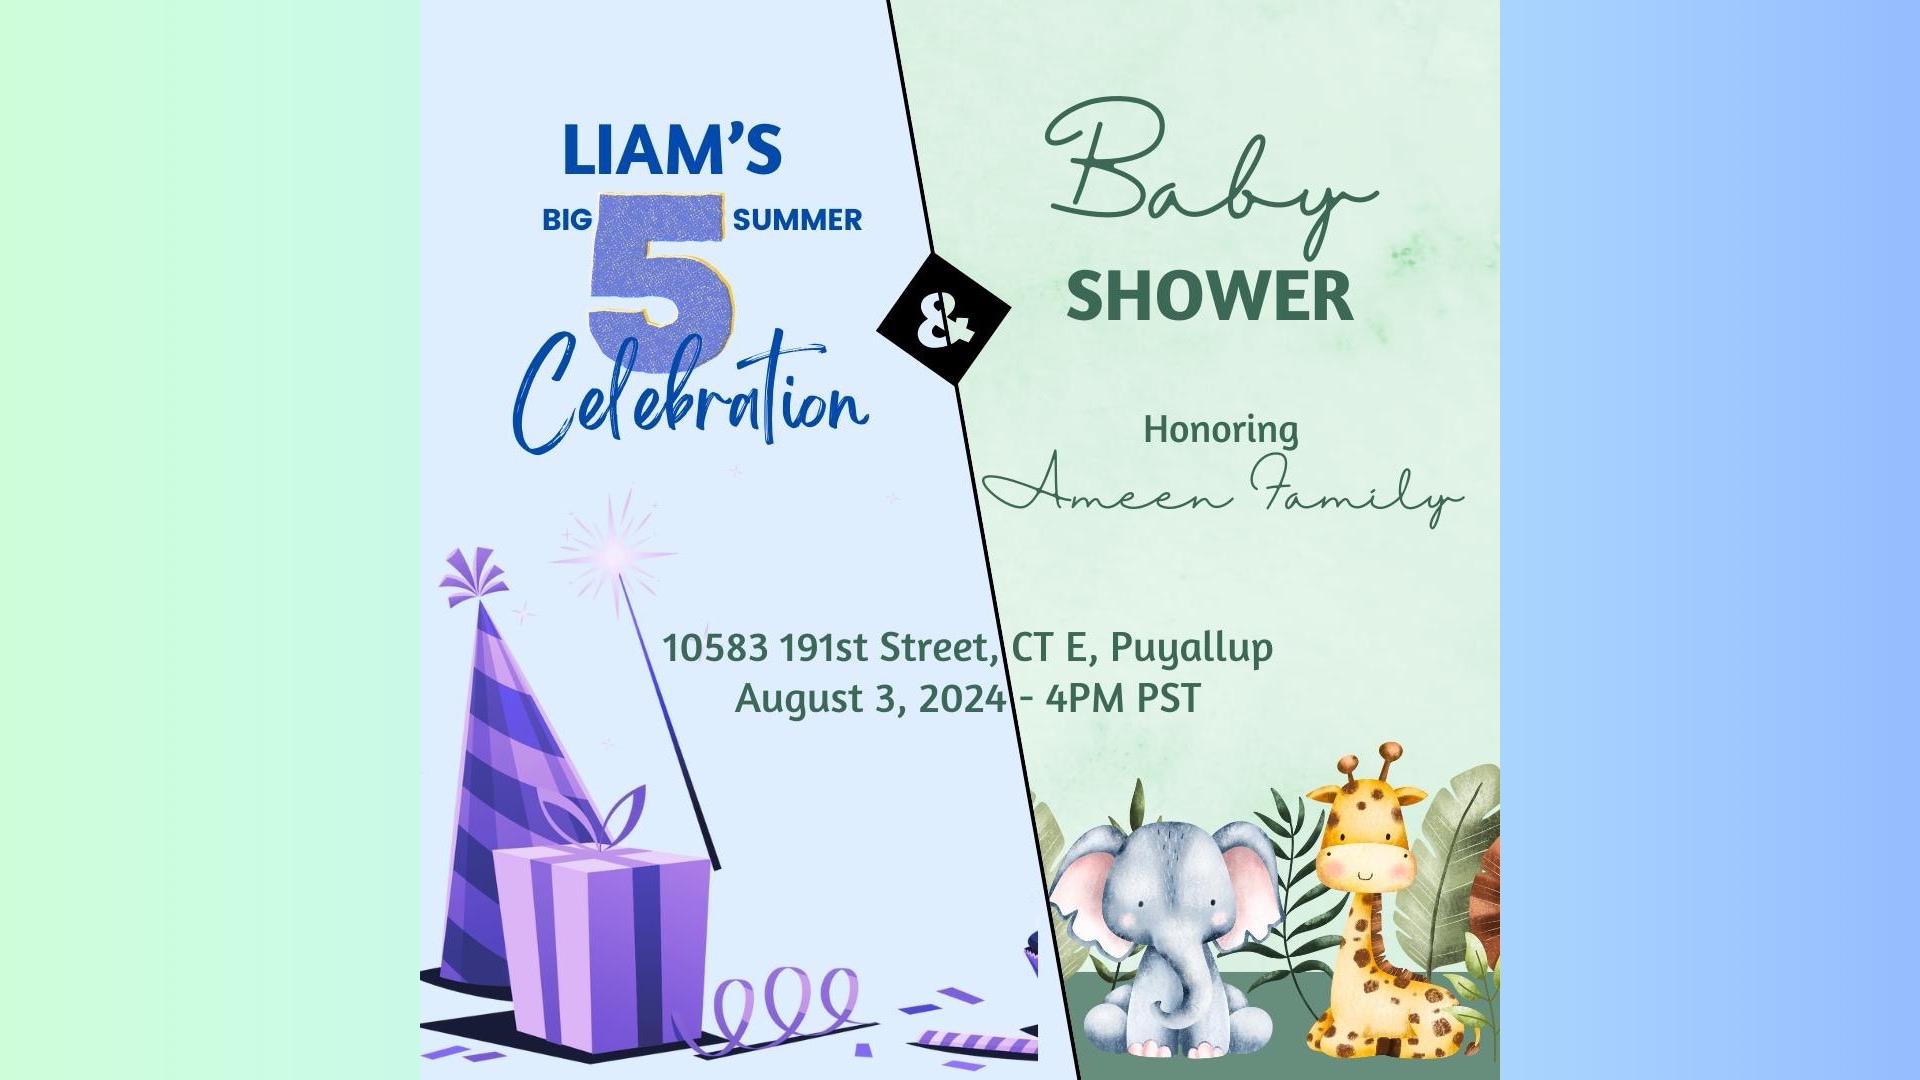 LIAM'S
BIG 5 SUMMER
Celebration
&
Baby
SHOWER
Honoring
Ameen Family
10583 191st Street, CT E, Puyallup
August 3, 2024 - 4PM PST